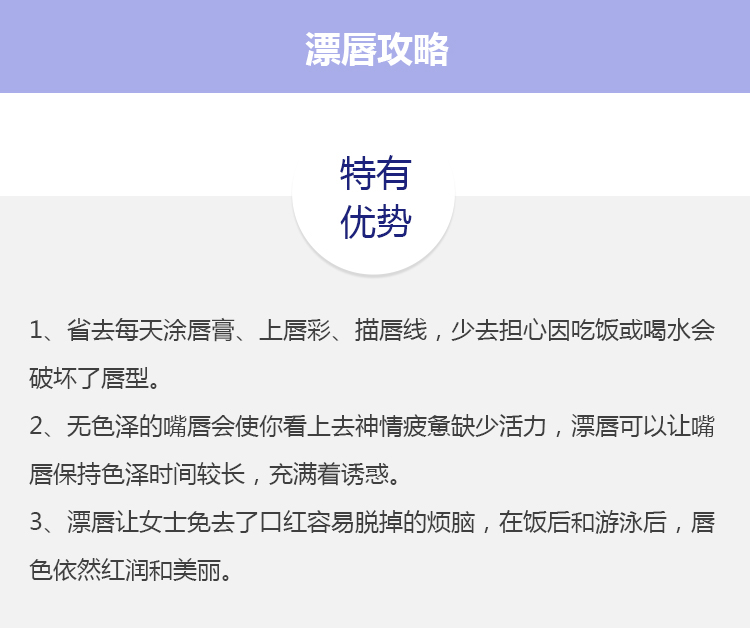 漂唇攻略
特有
优势
1、省去每天涂唇膏、上唇彩、描唇线，少去担心因吃饭或喝水会
破坏了唇型。
2、无色泽的嘴唇会使你看上去神情疲惫缺少活力，漂唇可以让嘴
唇保持色泽时间较长，充满着诱惑。
3、漂唇让女士免去了口红容易脱掉的烦脑，在饭后和游泳后，唇
色依然红润和美丽。